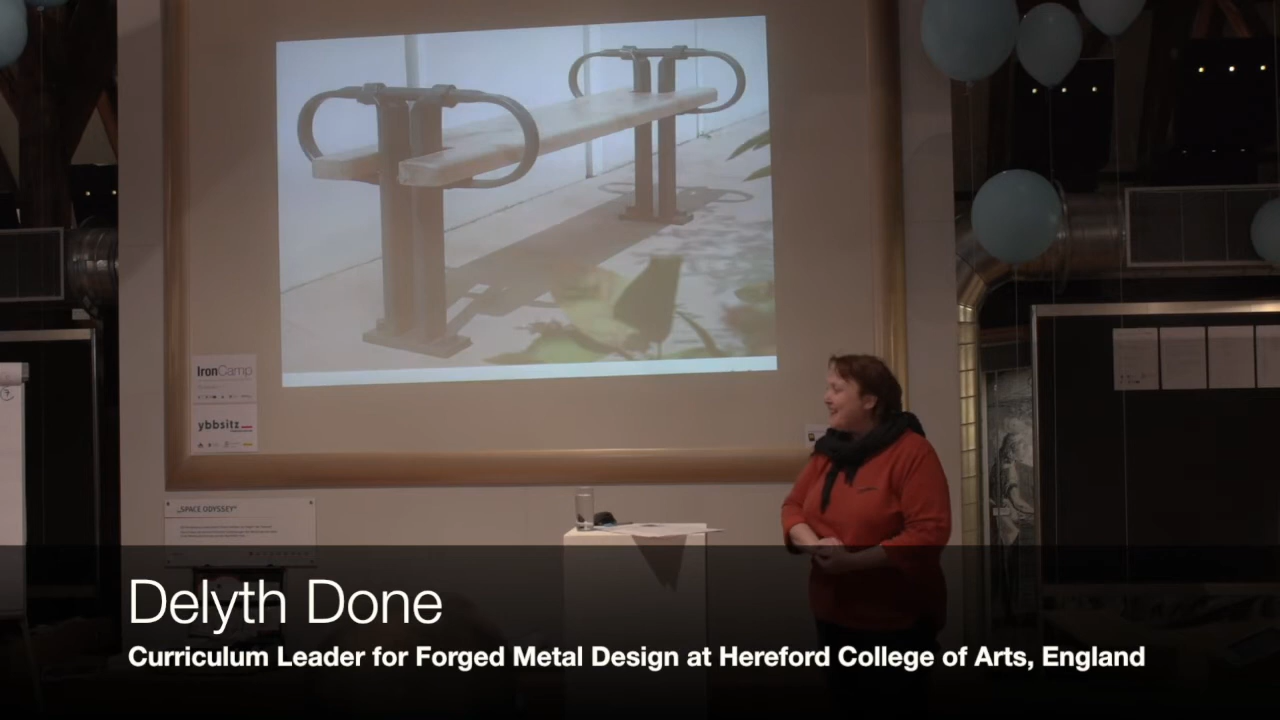 IronCamp
ybbsitz
„SPACE ODYSSEY"
Delyth Done
Curriculum Leader for Forged Metal Design at Hereford College of Arts, England